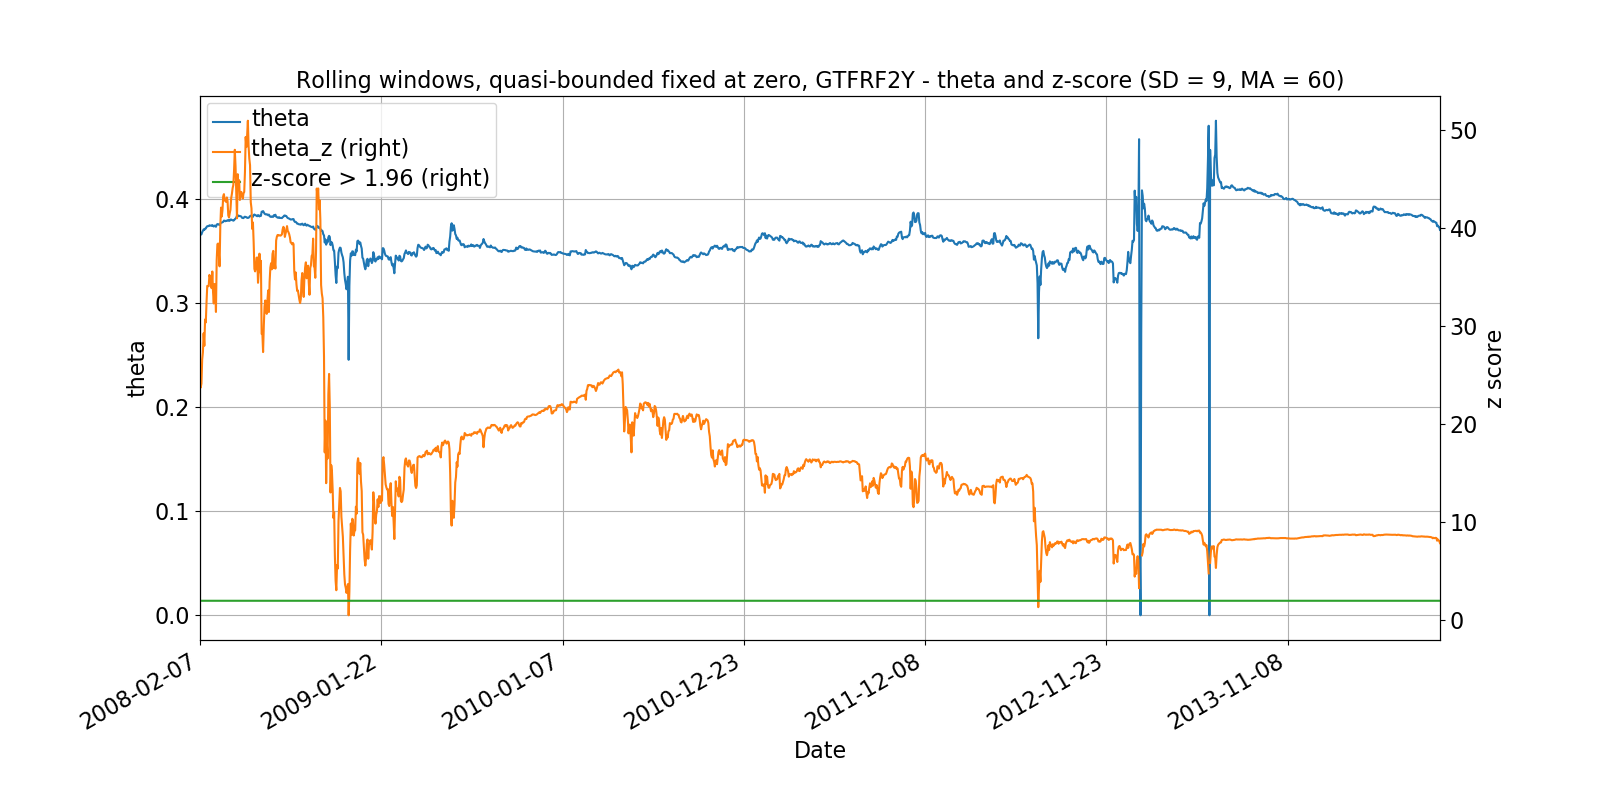 Rolling windows, quasi-bounded fixed at zero, GTFRF2Y - theta and z-score (SD = 9, MA = 60)
theta
theta_z (right)
z-score > 1.96 (right)
0.4
0.3
0.2
0.1
0.0
theta
50
40
30
20
10
0
z score
2008-02-07
2009-01-22
2010-01-07
2010-12-23
2011-12-08
2012-11-23
2013-11-08
Date